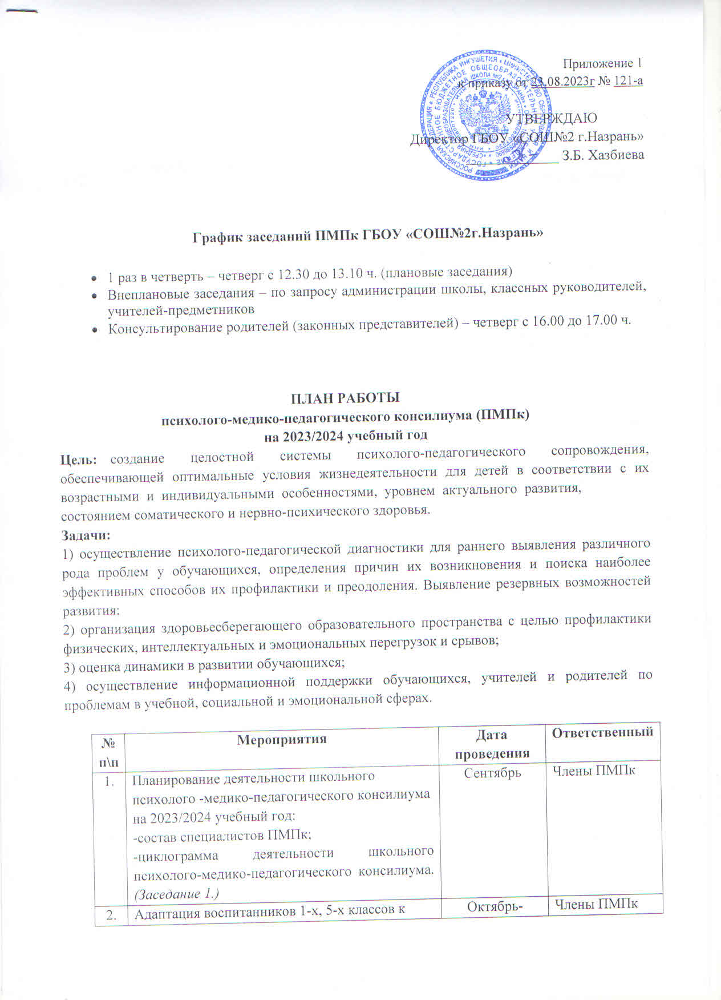 Приложение 1
к приказу от 23.08.2023г № 121-а
УТВЕРЖДАЮ
Директор ГБОУ «СОШ№2 г.Назрань»
З.Б. Хазбиева
График заседаний ПМПк ГБОУ «СОШ№2г.Назрань»
• 1 раз в четверть – четверг с 12.30 до 13.10 ч. (плановые заседания)
• Внеплановые заседания – по запросу администрации школы, классных руководителей,
учителей-предметников
• Консультирование родителей (законных представителей) – четверг с 16.00 до 17.00 ч.
ПЛАН РАБОТЫ
психолого-медико-педагогического консилиума (ПМПк)
на 2023/2024 учебный год
Цель: создание целостной системы психолого-педагогического сопровождения,
обеспечивающей оптимальные условия жизнедеятельности для детей в соответствии с их
возрастными и индивидуальными особенностями, уровнем актуального развития,
состоянием соматического и нервно-психического здоровья.
Задачи:
1) осуществление психолого-педагогической диагностики для раннего выявления различного
рода проблем у обучающихся, определения причин их возникновения и поиска наиболее
эффективных способов их профилактики и преодоления. Выявление резервных возможностей
развития;
2) организация здоровьесберегающего образовательного пространства с целью профилактики
физических, интеллектуальных и эмоциональных перегрузок и срывов;
3) оценка динамики в развитии обучающихся;
4) осуществление информационной поддержки обучающихся, учителей и родителей по
проблемам в учебной, социальной и эмоциональной сферах.
№ Мероприятия Дата Ответственный
п\п проведения
1. Планирование деятельности школьного Сентябрь Члены ПМПк
психолого -медико-педагогического консилиума
на 2023/2024 учебный год:
-состав специалистов ПМПк;
-циклограмма деятельности школьного
психолого-медико-педагогического консилиума.
(Заседание 1.)
2. Адаптация воспитанников 1-х, 5-х классов к Октябрь- Члены ПМПк